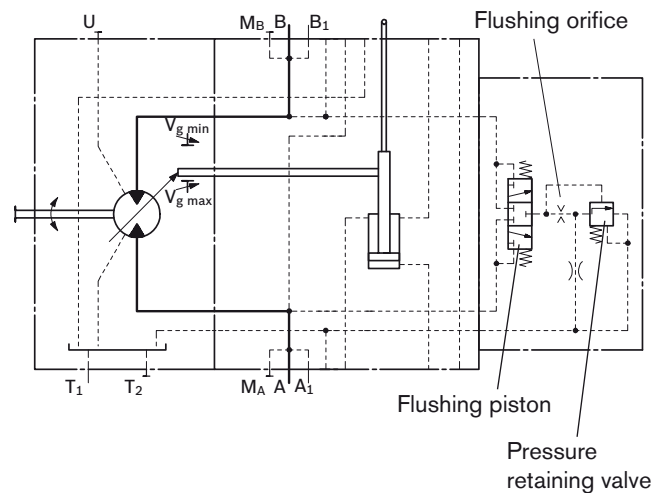 Flushing orifice
U
M_B B B_1
V_g min
V_g max
T_1 T_2
M_A A A_1
Flushing piston
Pressure
retaining valve